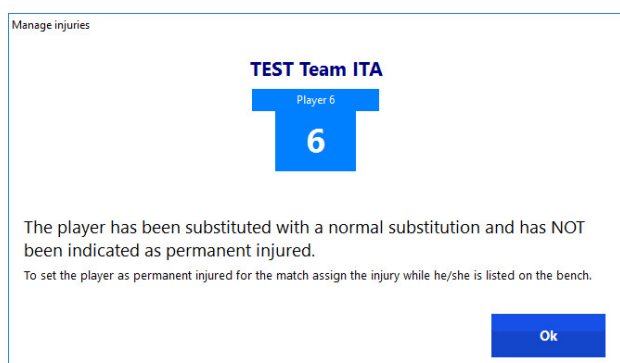 Manage injuries
TEST Team ITA
Player 6
6
The player has been substituted with a normal substitution and has NOT
been indicated as permanent injured.
To set the player as permanent injured for the match assign the injury while he/she is listed on the bench.
Ok